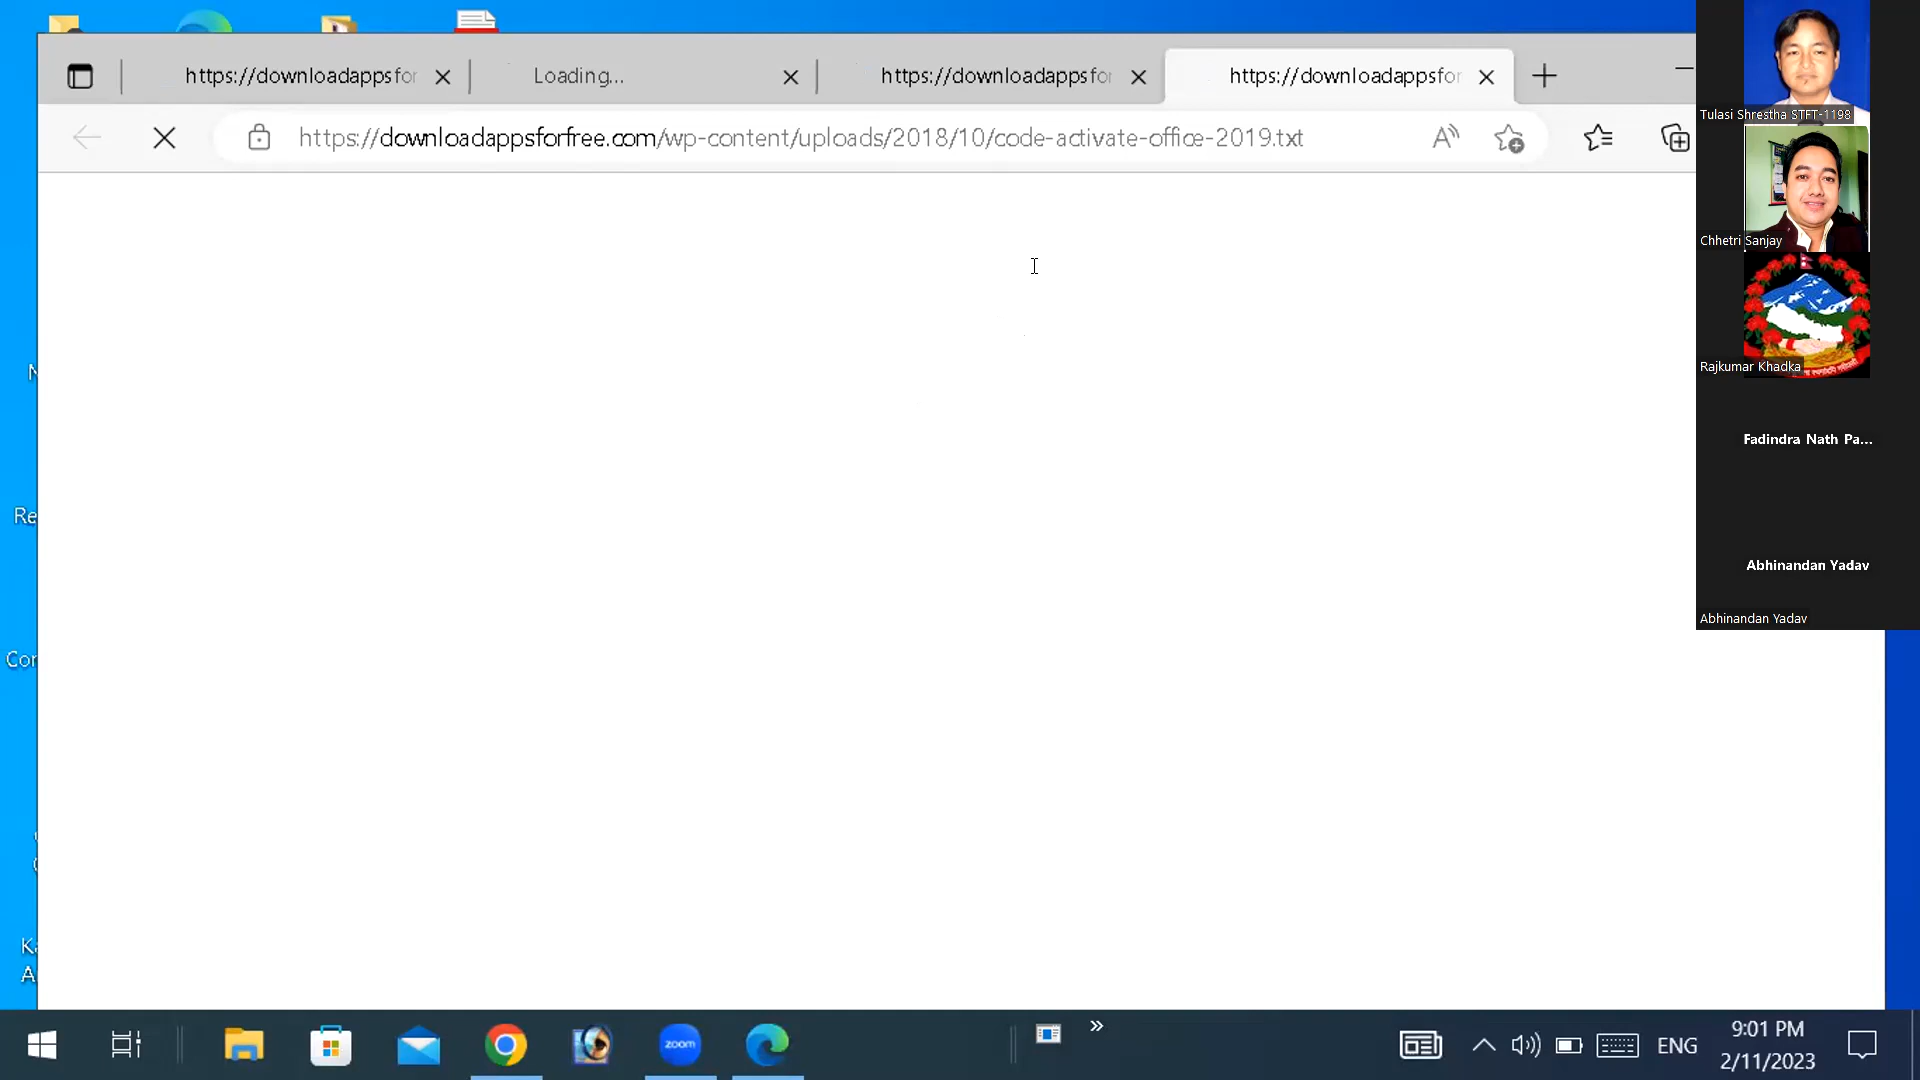 https://downloadappsfor
Loading...
https://downloadappsfor
https://downloadappsfor
https://downloadappsforfree.com/wp-content/uploads/2018/10/code-activate-office-2019.txt
Tulasi Shrestha STFT-1198
Chhetri Sanjay
Rajkumar Khadka
Fadindra Nath Pa...
Abhinandan Yadav
Abhinandan Yadav
N
Re
Cor
A
zoom
ENG
9:01 PM
2/11/2023